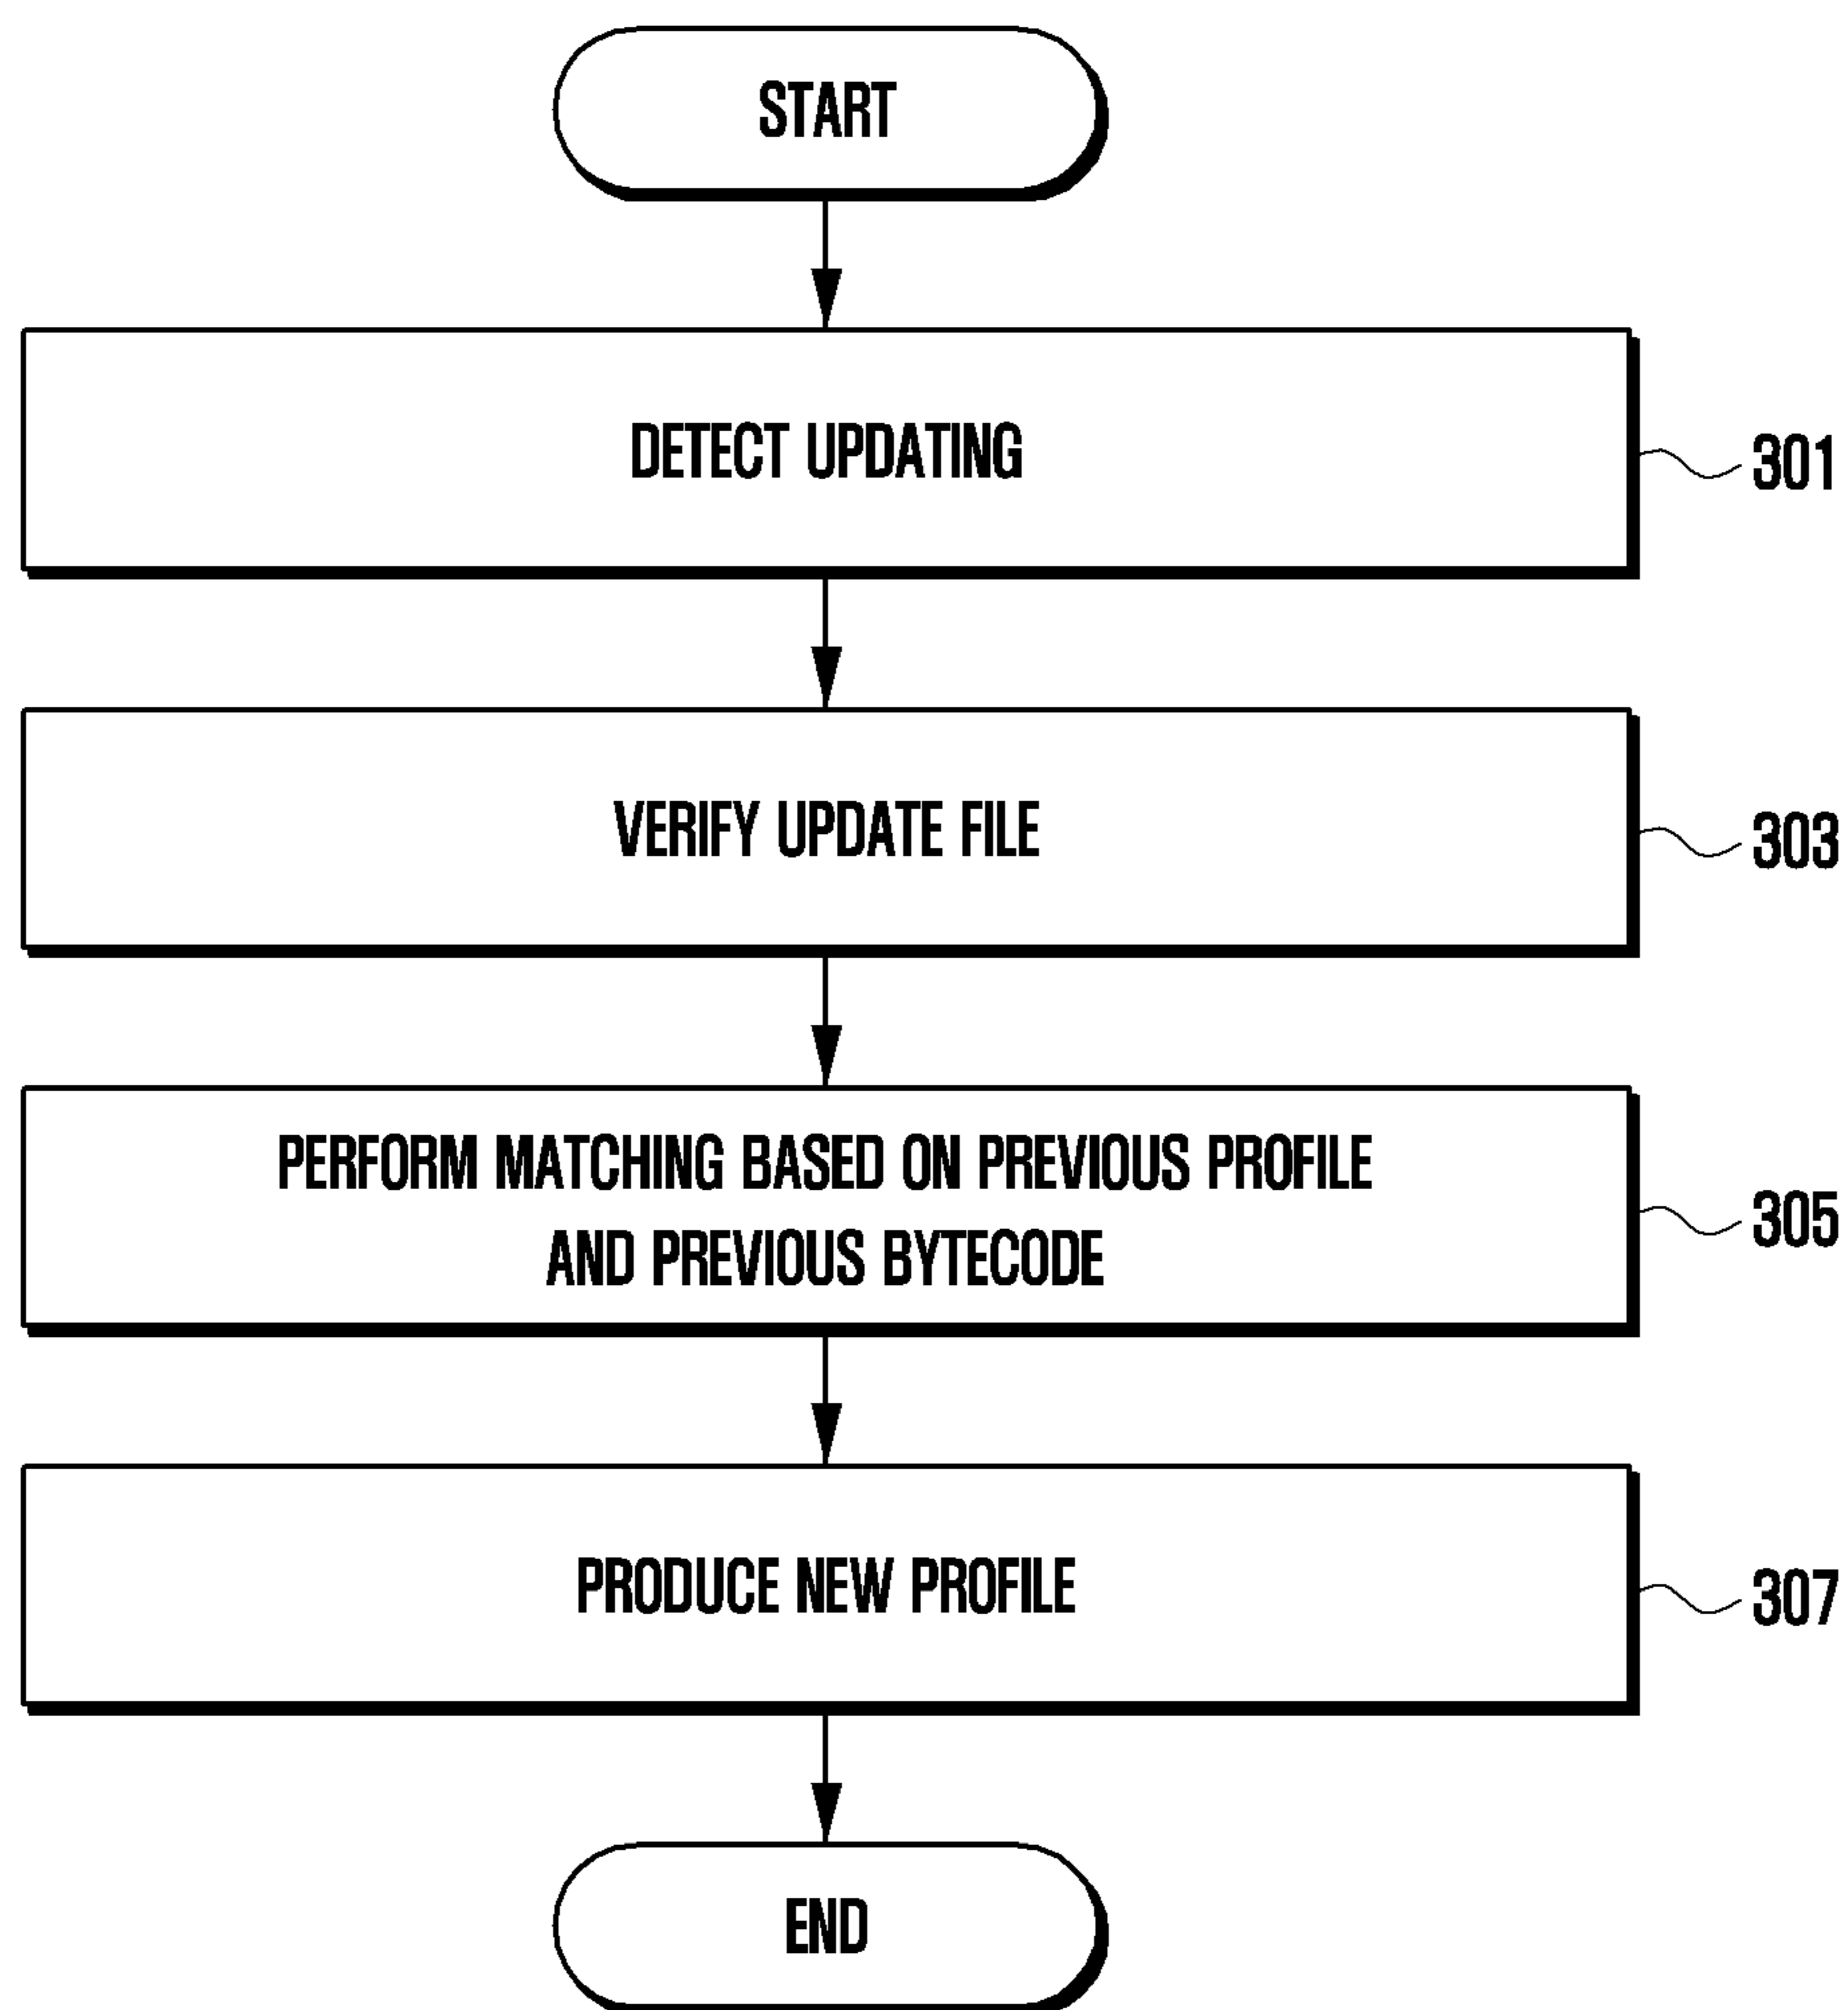 START
DETECT UPDATING
301
VERIFY UPDATE FILE
303
PERFORM MATCHING BASED ON PREVIOUS PROFILE
AND PREVIOUS BYTECODE
305
PRODUCE NEW PROFILE
307
END